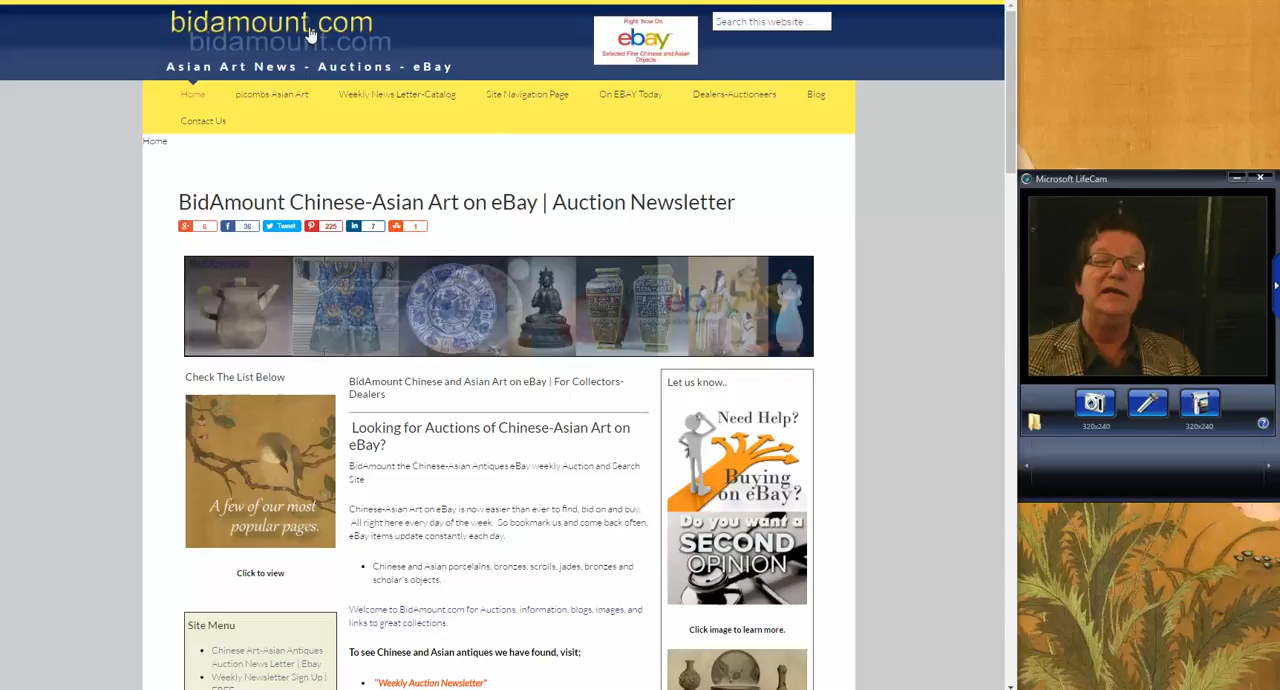 bidamount.com
bidamount.com
Asian Art News - Auctions - eBay
Right Now On
ebay
Selected Fine Chinese and Asian
Objects
Search this website ...
Home
plcombs Asian Art
Weekly News Letter-Catalog
Site Navigation Page
On EBAY Today
Dealers-Auctioneers
Blog
Contact Us
Home
BidAmount Chinese-Asian Art on eBay | Auction Newsletter
6
36
Tweet
225
7
1
Check The List Below
A few of our most
popular pages.
Click to view
Site Menu
Chinese Art-Asian Antiques
Auction News Letter | Ebay
Weekly Newsletter Sign Up |
FREE
BidAmount Chinese and Asian Art on eBay | For Collectors-
Dealers
Looking for Auctions of Chinese-Asian Art on
eBay?
BidAmount the Chinese-Asian Antiques eBay weekly Auction and Search
Site
Chinese-Asian Art on eBay is now easier than ever to find, bid on and buy.
All right here every day of the week. So bookmark us and come back often,
eBay items update constantly each day.
Chinese and Asian porcelains, bronzes, scrolls, jades, bronzes and
scholar's objects.
Welcome to BidAmount.com for Auctions, information, blogs, images, and
links to great collections.
To see Chinese and Asian antiques we have found, visit;
"Weekly Auction Newsletter"
Let us know..
Need Help?
Buying
on eBay?
Do you want a
SECOND
OPINION
Click image to learn more.
Microsoft LifeCam
320x240
320x240